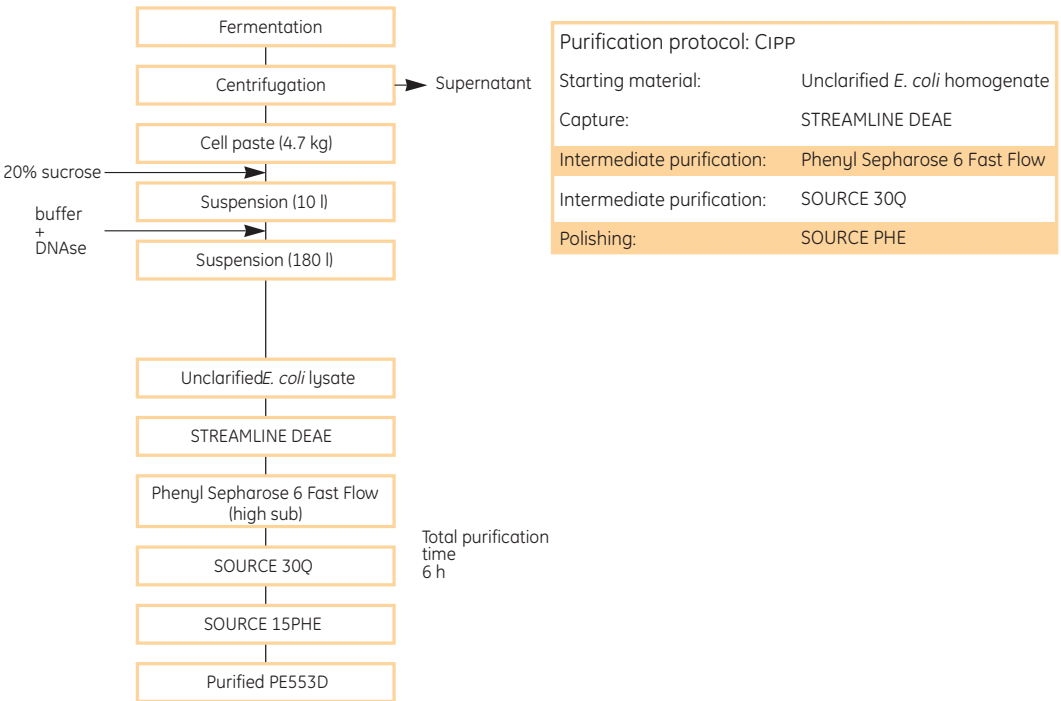 Fermentation
Centrifugation
Supernatant
Cell paste (4.7 kg)
20% sucrose
Suspension (10 l)
buffer
+
DNAse
Suspension (180 l)
UnclarifiedE. coli lysate
STREAMLINE DEAE
Phenyl Sepharose 6 Fast Flow
(high sub)
SOURCE 30Q
SOURCE 15PHE
Purified PE553D
Total purification
time
6 h
Purification protocol: CIPP
Starting material: Unclarified E. coli homogenate
Capture: STREAMLINE DEAE
Intermediate purification: Phenyl Sepharose 6 Fast Flow
Intermediate purification: SOURCE 30Q
Polishing: SOURCE PHE